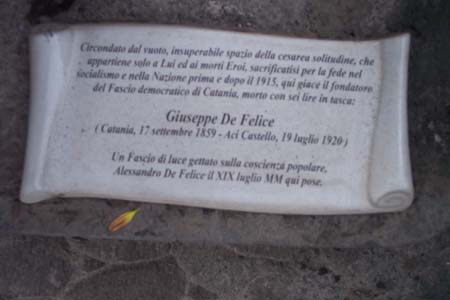 Circondato dal vuoto, insuperabile spazio della cesarea solitudine, che
appartiene solo a Lui ed ai morti Eroi, sacrificatisi per la fede nel
socialismo e nella Nazione prima e dopo il 1915, qui giace il fondatore
del Fascio democratico di Catania, morto con sei lire in tasca:
Giuseppe De Felice
( Catania, 17 settembre 1859 - Aci Castello, 19 luglio 1920 )
Un Fascio di luce gettato sulla coscienza popolare,
Alessandro De Felice il XIX luglio MM qui pose.